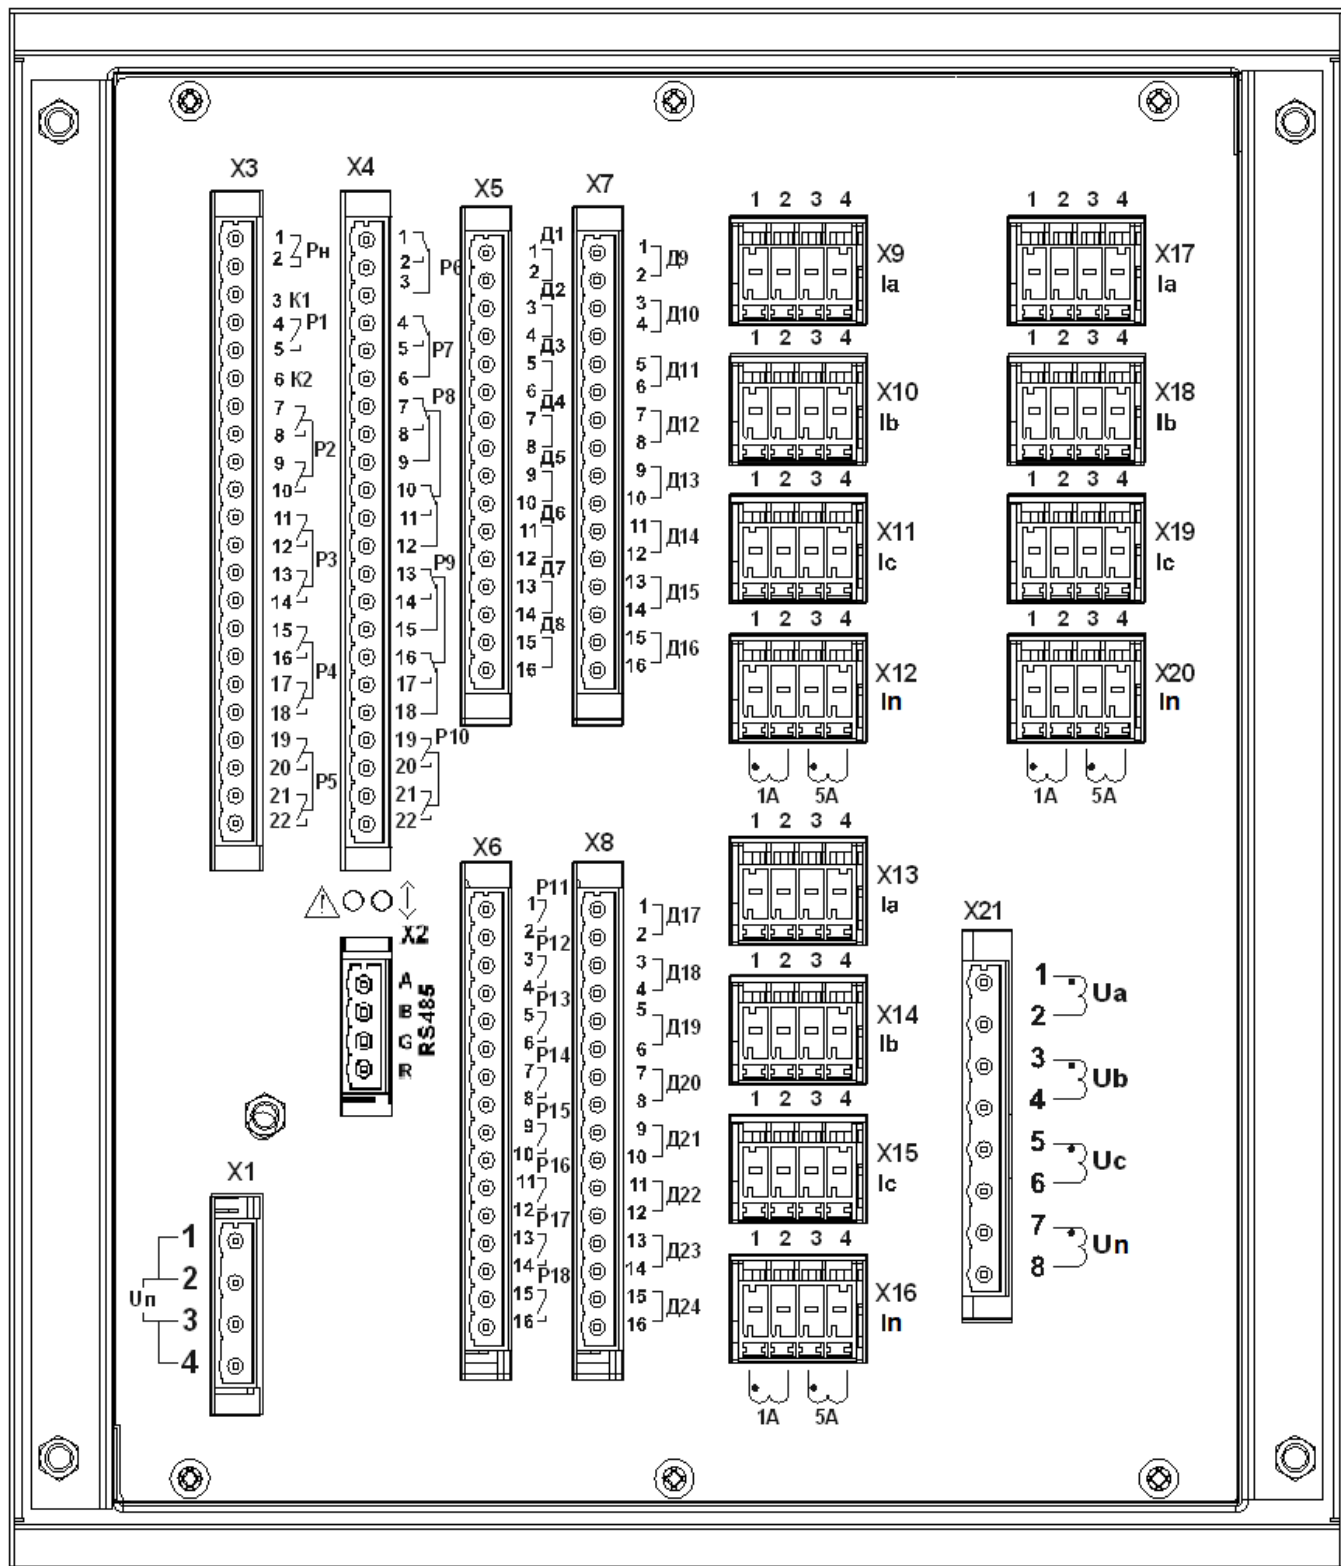 X3
1
2
Рн
3 К1
4
Р1
5
6 К2
7
8
Р2
9
10
11
12
Р3
13
14
15
16
Р4
17
18
19
20
Р5
21
22
X4
1
2
Р6
3
4
5
Р7
6
Р8
7
8
9
10
11
12
Р9
13
14
15
16
17
18
Р10
19
20
21
22
X5
Д1
1
2
Д2
3
4
Д3
5
6
Д4
7
8
Д5
9
10
Д6
11
12
Д7
13
14
Д8
15
16
X7
1
Д9
2
3
Д10
4
5
Д11
6
7
Д12
8
9
Д13
10
11
Д14
12
13
Д15
14
15
Д16
16
1 2 3 4
X9
Ia
1 2 3 4
X10
Ib
1 2 3 4
X11
Ic
1 2 3 4
X12
In
1А 5А
1 2 3 4
X17
Ia
1 2 3 4
X18
Ib
1 2 3 4
X19
Ic
1 2 3 4
X20
In
1А 5А
X2
A
B
G
R
RS485
X1
1
2
Uп
3
4
X6
Р11
1
2
Р12
3
4
Р13
5
6
Р14
7
8
Р15
9
10
Р16
11
12
Р17
13
14
Р18
15
16
X8
1
Д17
2
3
Д18
4
5
Д19
6
7
Д20
8
9
Д21
10
11
Д22
12
13
Д23
14
15
Д24
16
1 2 3 4
X13
Ia
1 2 3 4
X14
Ib
1 2 3 4
X15
Ic
1 2 3 4
X16
In
1А 5А
X21
1
Ua
2
3
Ub
4
5
Uc
6
7
Un
8